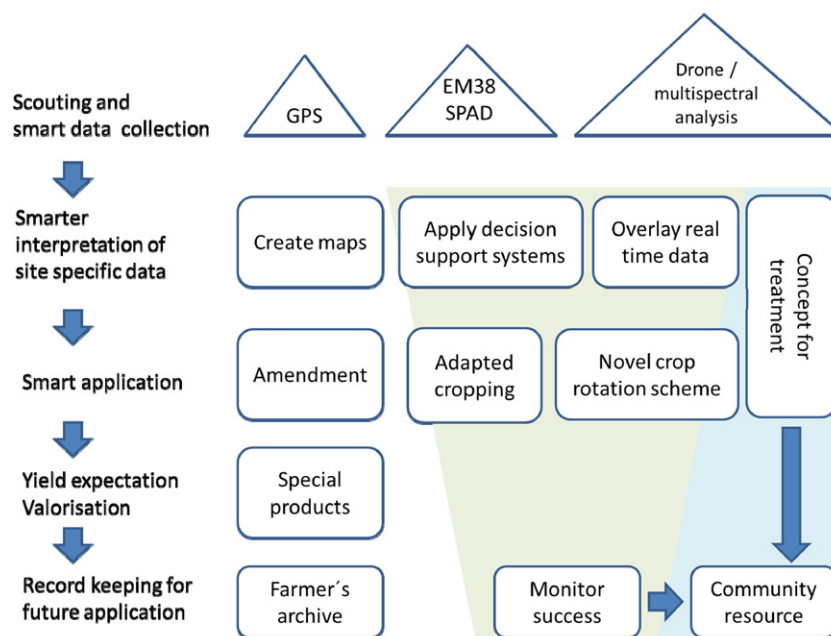 Scouting and
smart data collection
GPS
EM38
SPAD
Drone /
multispectral
analysis
Smarter
interpretation of
site specific data
Create maps
Apply decision
support systems
Overlay real
time data
Concept for
treatment
Smart application
Amendment
Adapted
cropping
Novel crop
rotation scheme
Yield expectation
Valorisation
Special
products
Record keeping for
future application
Farmer´s
archive
Monitor
success
Community
resource